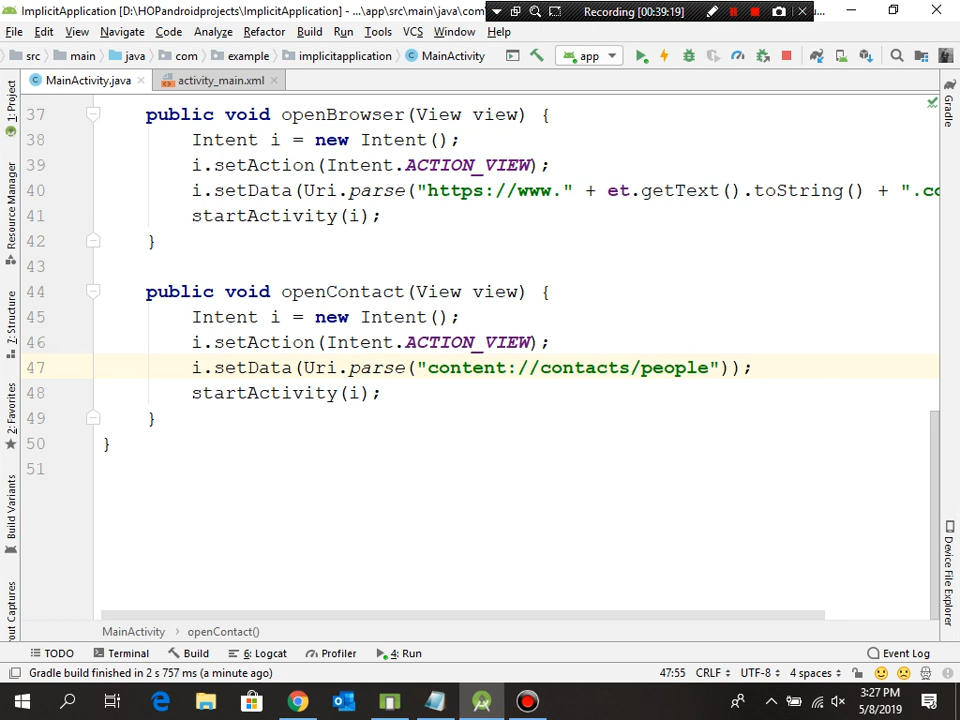 ImplicitApplication [D:\HOPandroidprojects\ImplicitApplication] - ...\app\src\main\java\com
Recording [00:39:19]
File Edit View Navigate Code Analyze Refactor Build Run Tools VCS Window Help
src main java com example implicitapplication MainActivity app
MainActivity.java activity_main.xml
1: Project
Resource Manager
Z: Structure
2: Favorites
Build Variants
out Captures
37 public void openBrowser(View view) {
38 Intent i = new Intent();
39 i.setAction(Intent.ACTION_VIEW);
40 i.setData(Uri.parse("https://www." + et.getText().toString() + ".co
41 startActivity(i);
42 }
43
44 public void openContact(View view) {
45 Intent i = new Intent();
46 i.setAction(Intent.ACTION_VIEW);
47 i.setData(Uri.parse("content://contacts/people"));
48 startActivity(i);
49 }
50 }
51
Gradle
Device File Explorer
MainActivity › openContact()
TODO Terminal Build 6: Logcat Profiler 4: Run Event Log
Gradle build finished in 2 s 757 ms (a minute ago) 47:55 CRLF UTF-8 4 spaces
3:27 PM
5/8/2019